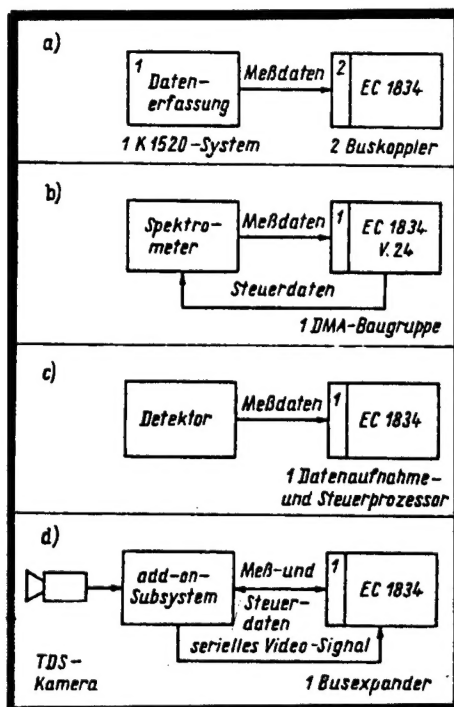 a)
1
Daten-
erfassung
Meßdaten
2
EC 1834
1 K1520-System
2 Buskoppler
b)
Spektro-
meter
Meßdaten
1
EC 1834
V.24
Steuerdaten
1 DMA-Baugruppe
c)
Detektor
Meßdaten
1
EC 1834
1 Datenaufnahme-
und Steuerprozessor
d)
add-on-
Subsystem
Meß-und
Steuer-
daten
1
EC 1834
serielles Video-Signal
TDS-
Kamera
1 Busexpander